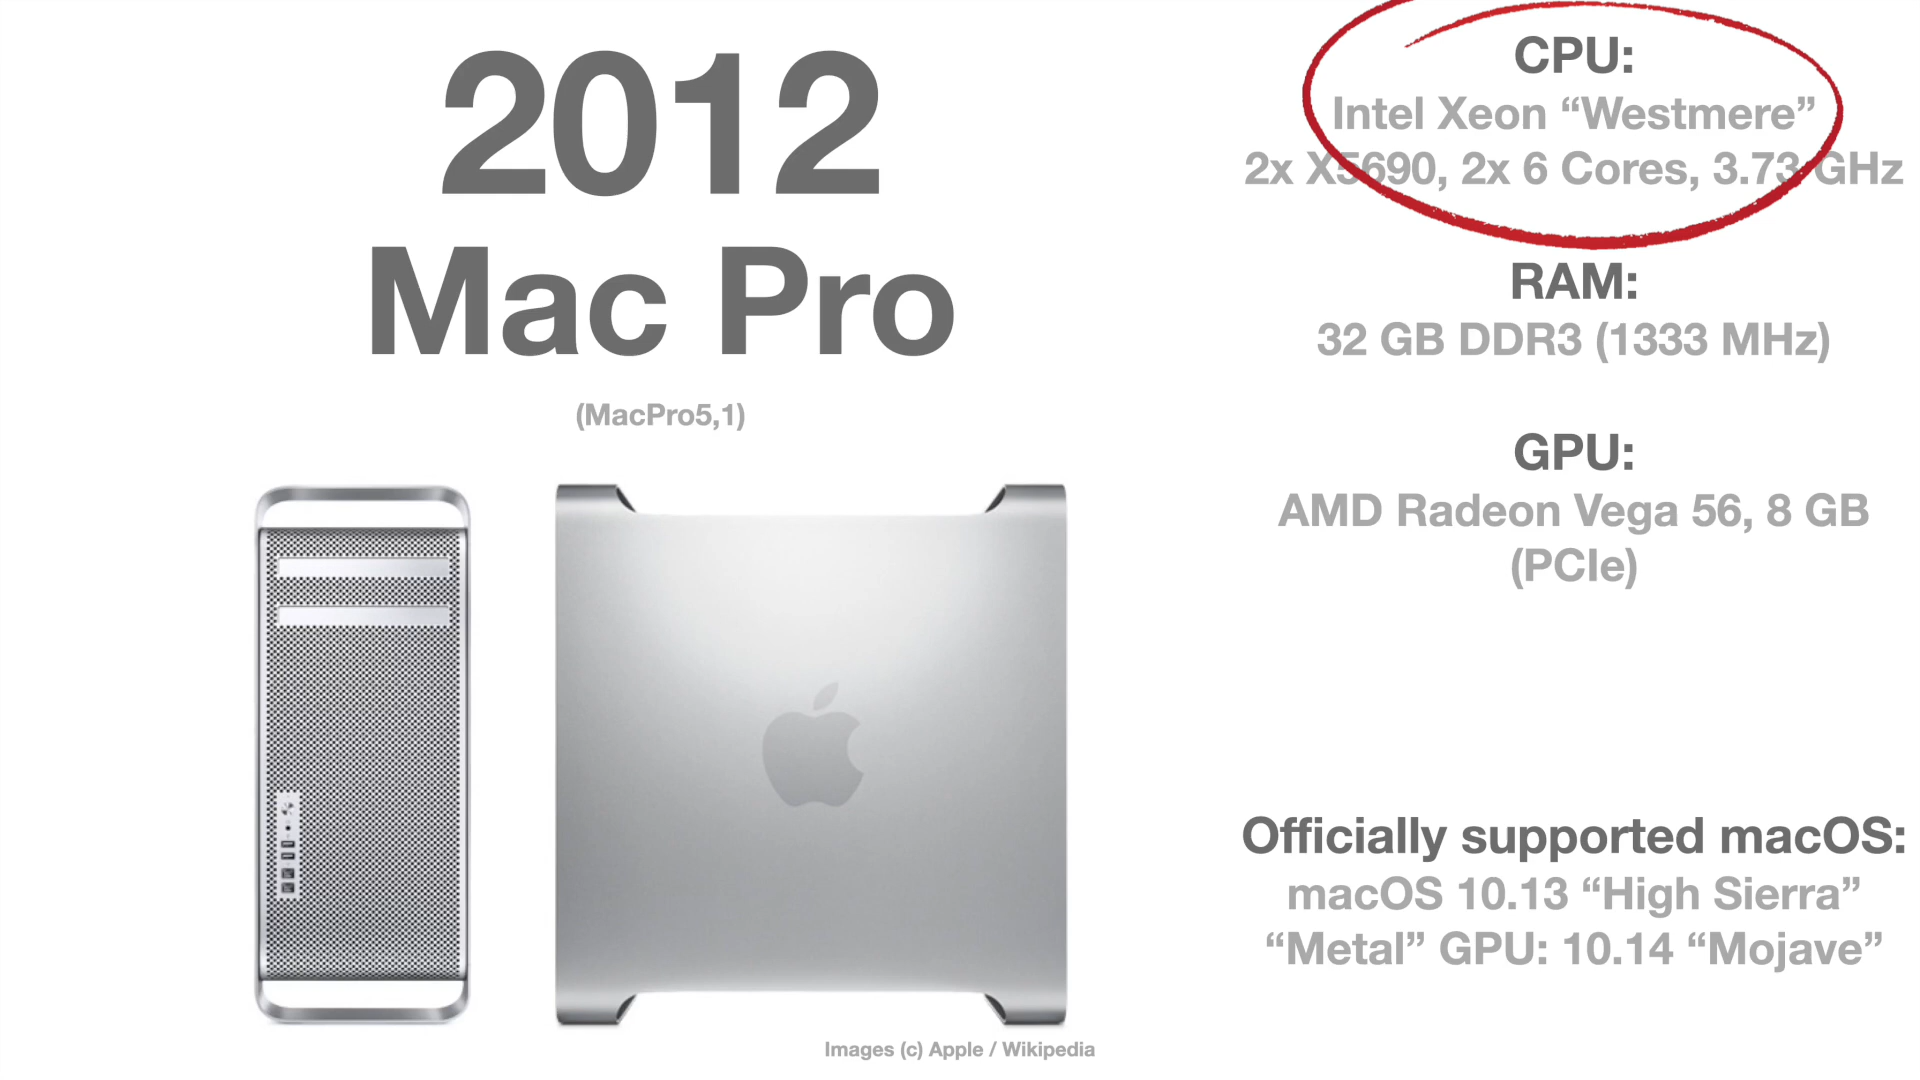 2012
Mac Pro
(MacPro5,1)
CPU:
Intel Xeon “Westmere”
2x X5690, 2x 6 Cores, 3.73 GHz
RAM:
32 GB DDR3 (1333 MHz)
GPU:
AMD Radeon Vega 56, 8 GB
(PCIe)
Officially supported macOS:
macOS 10.13 “High Sierra”
“Metal” GPU: 10.14 “Mojave”
Images (c) Apple / Wikipedia